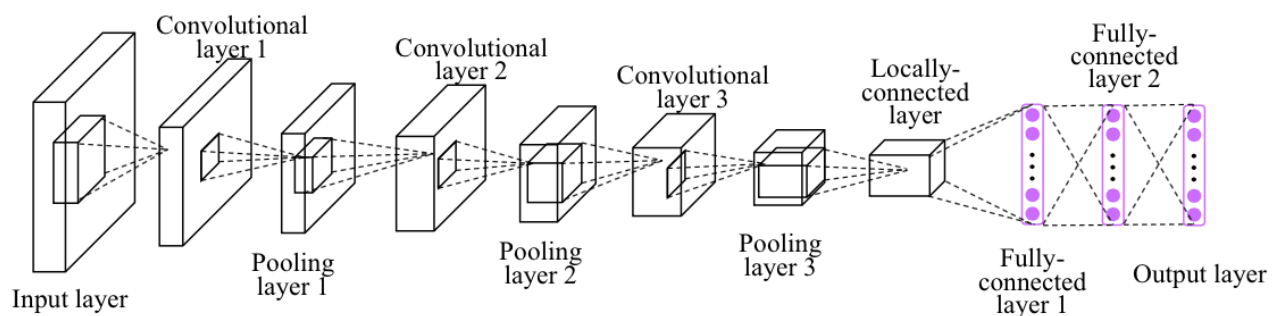 Input layer
Convolutional
layer 1
Pooling
layer 1
Convolutional
layer 2
Pooling
layer 2
Convolutional
layer 3
Pooling
layer 3
Locally-
connected
layer
Fully-
connected
layer 1
Fully-
connected
layer 2
Output layer